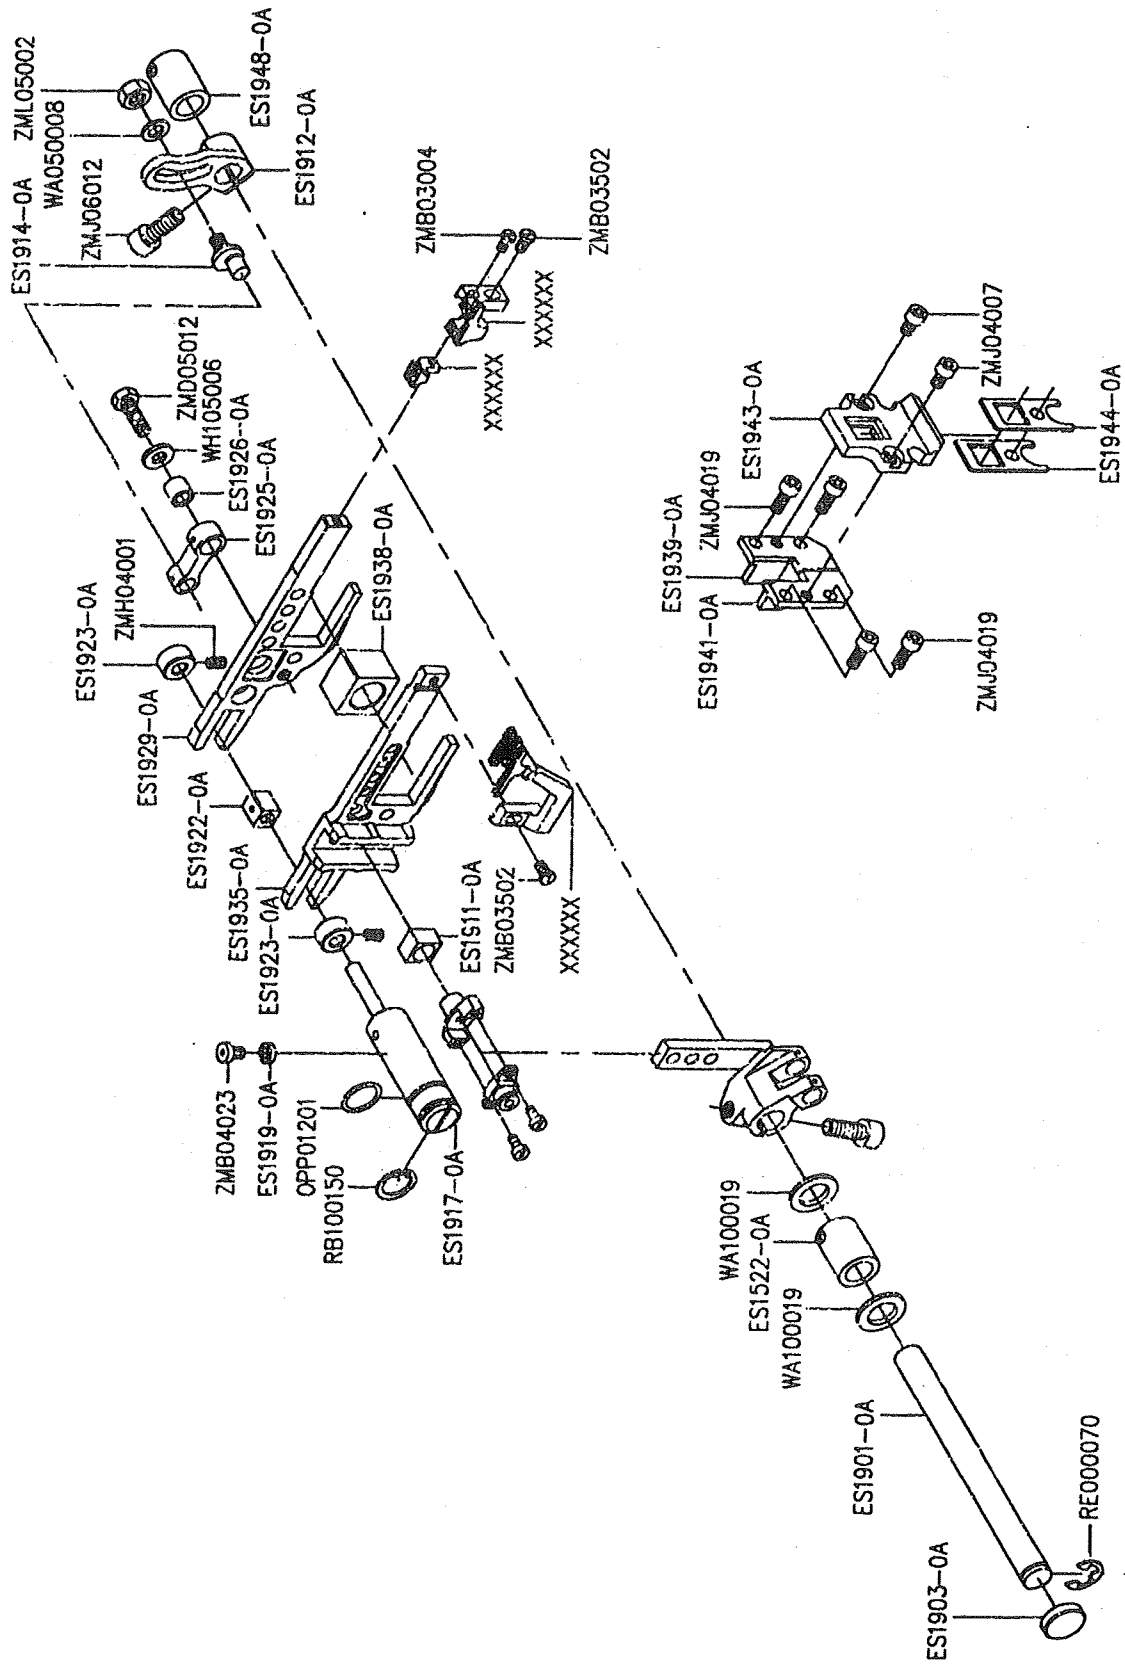 ES1914-0A
ZML05002
WA050008
ZMJ06012
ES1948-0A
ES1912-0A
ZMB03004
ZMB03502
XXXXXX
XXXXXX
ZMD05012
WH105006
ES1926-0A
ES1925-0A
ES1923-0A
ZMH04001
ES1929-0A
ES1938-0A
ES1922-0A
ES1935-0A
ES1923-0A
ES1911-0A
ZMB03502
XXXXXX
ZMB04023
ES1919-0A
OPP01201
RB100150
ES1917-0A
ES1943-0A
ZMJ04007
ZMJ04019
ES1939-0A
ES1941-0A
ES1944-0A
ZMJ04019
WA100019
ES1522-0A
WA100019
ES1901-0A
RE000070
ES1903-0A